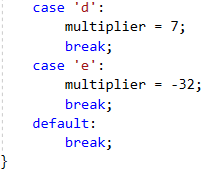 case 'd':
multiplier = 7;
break;
case 'e':
multiplier = -32;
break;
default:
break;
}